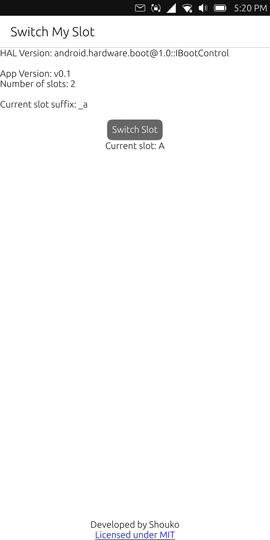 5:20 PM
Switch My Slot
HAL Version: android.hardware.boot@1.0::IBootControl
App Version: v0.1
Number of slots: 2
Current slot suffix: _a
Switch Slot
Current slot: A
Developed by Shouko
Licensed under MIT